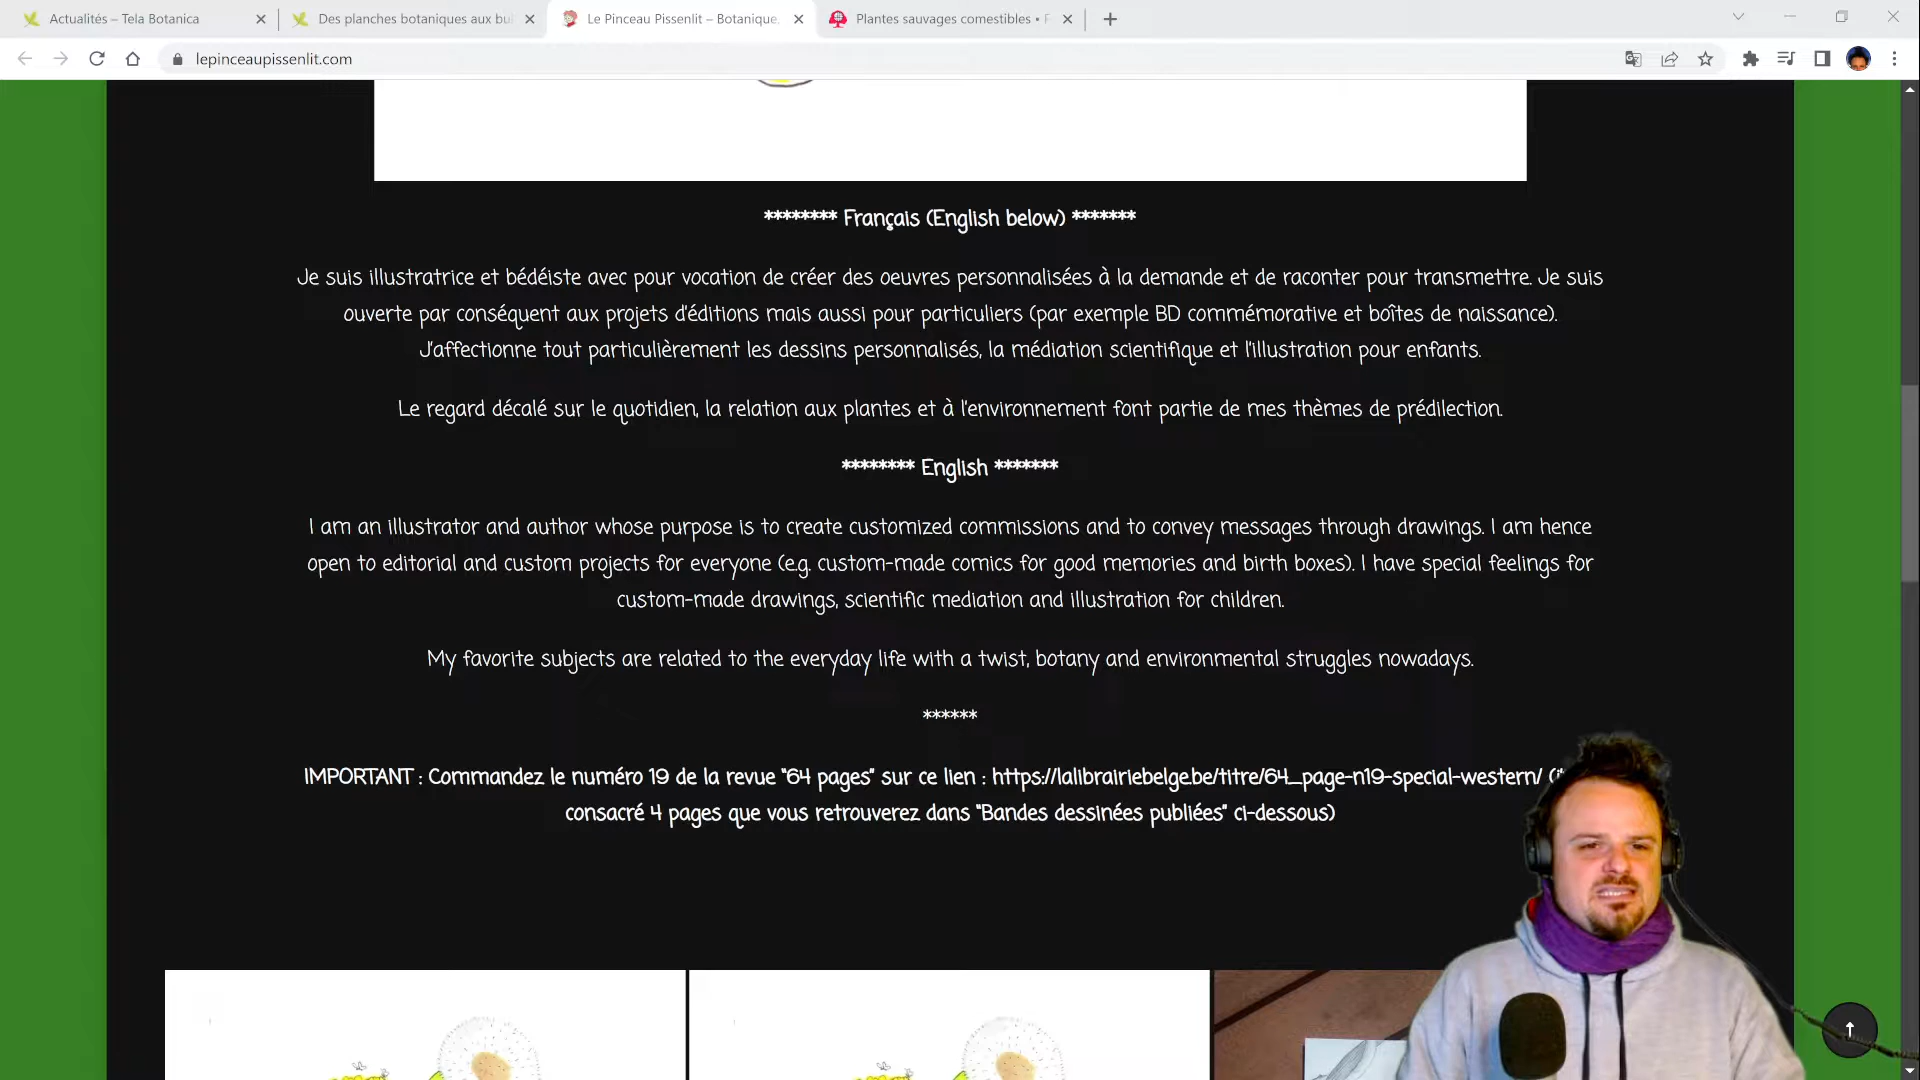 Actualités – Tela Botanica
Des planches botaniques aux bu
Le Pinceau Pissenlit – Botanique,
Plantes sauvages comestibles • F
lepinceaupissenlit.com
******** Français (English below) *******
Je suis illustratrice et bédéiste avec pour vocation de créer des oeuvres personnalisées à la demande et de raconter pour transmettre. Je suis
ouverte par conséquent aux projets d'éditions mais aussi pour particuliers (par exemple BD commémorative et boîtes de naissance).
J'affectionne tout particulièrement les dessins personnalisés, la médiation scientifique et l'illustration pour enfants.
Le regard décalé sur le quotidien, la relation aux plantes et à l'environnement font partie de mes thèmes de prédilection.
******** English *******
I am an illustrator and author whose purpose is to create customized commissions and to convey messages through drawings. I am hence
open to editorial and custom projects for everyone (e.g. custom-made comics for good memories and birth boxes). I have special feelings for
custom-made drawings, scientific mediation and illustration for children.
My favorite subjects are related to the everyday life with a twist, botany and environmental struggles nowadays.
******
IMPORTANT : Commandez le numéro 19 de la revue "64 pages" sur ce lien : https://lalibrairiebelge.be/titre/64_page-n19-special-western/
consacré 4 pages que vous retrouverez dans "Bandes dessinées publiées" ci-dessous)